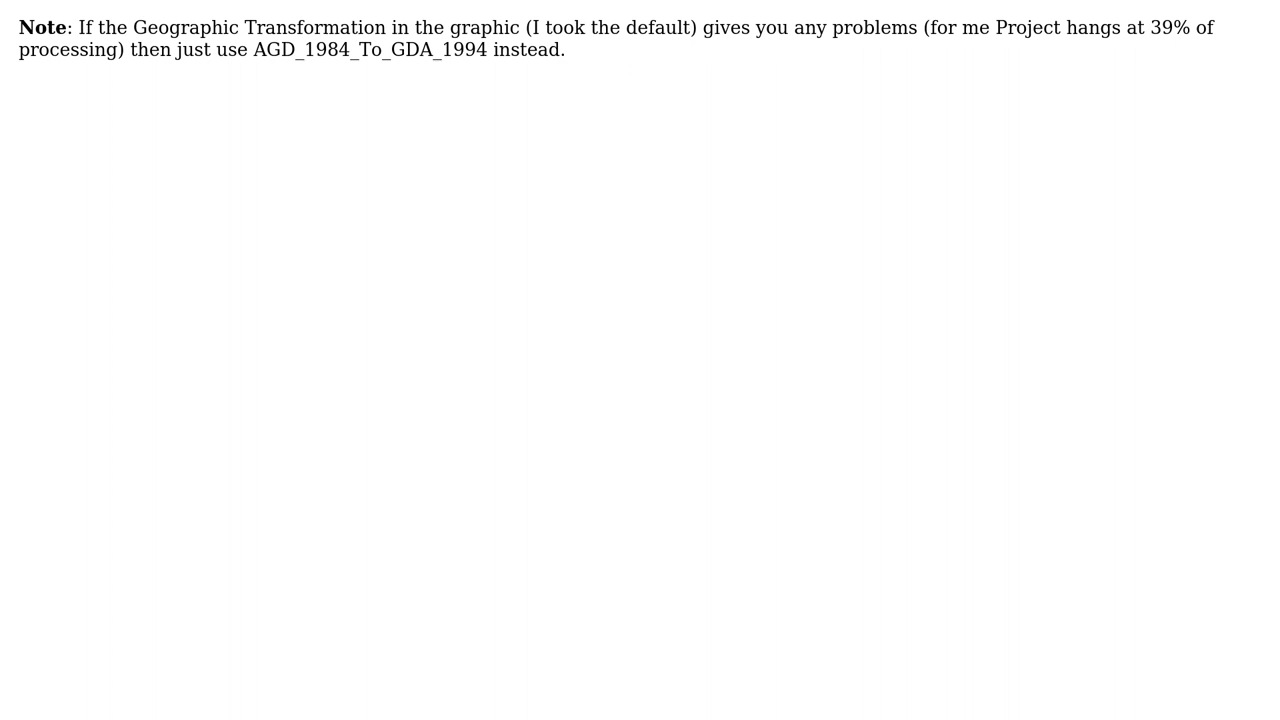 Note: If the Geographic Transformation in the graphic (I took the default) gives you any problems (for me Project hangs at 39% of
processing) then just use AGD_1984_To_GDA_1994 instead.